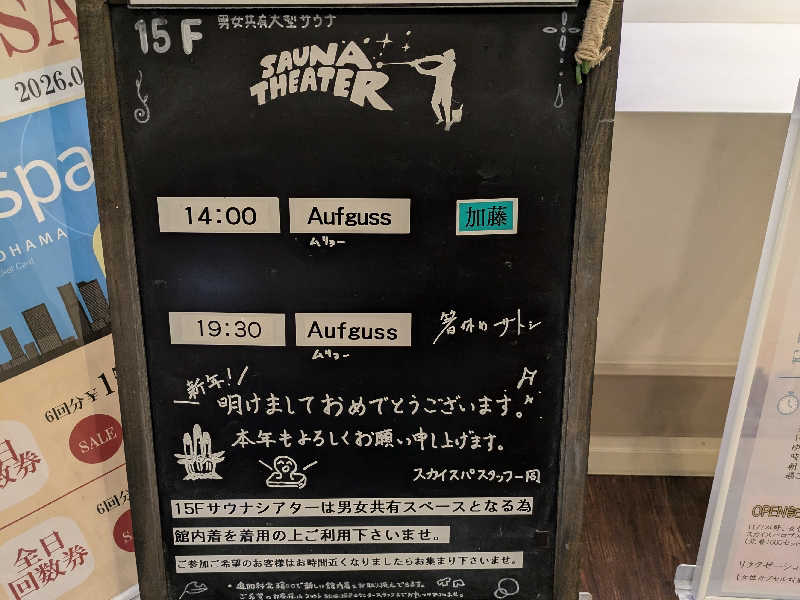 15F 男女共有大型サウナ
SAUNA
THEATER
14:00 Aufguss 加藤
ムリョー
19:30 Aufguss 箸休めサトシ
ムリョー
新年!!
明けましておめでとうございます。
本年もよろしくお願い申し上げます。
スカイスパスタッフ一同
15Fサウナシアターは男女共有スペースとなる為
館内着を着用の上ご利用下さいませ。
ご参加ご希望のお客様はお時間近くなりましたらお集まり下さいませ。
SA
2026.0
spa
OHAMA
6回分¥1
SALE
全日
回数券
6回分
OPEN
リラクゼーショ